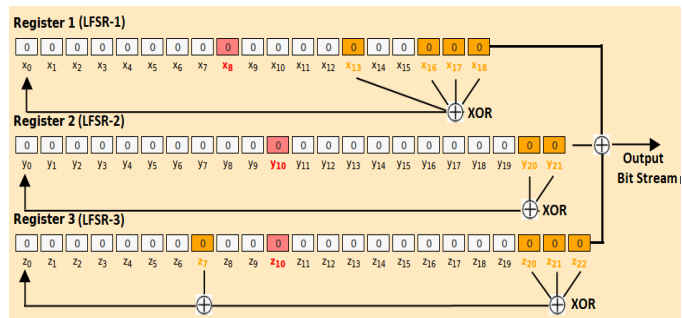 Register 1 (LFSR-1)
0 0 0 0 0 0 0 0 0 0 0 0 0 0 0 0 0 0 0
x0 x1 x2 x3 x4 x5 x6 x7 x8 x9 x10 x11 x12 x13 x14 x15 x16 x17 x18
XOR
Register 2 (LFSR-2)
0 0 0 0 0 0 0 0 0 0 0 0 0 0 0 0 0 0 0 0 0 0
y0 y1 y2 y3 y4 y5 y6 y7 y8 y9 y10 y11 y12 y13 y14 y15 y16 y17 y18 y19 y20 y21
Output
Bit Stream
XOR
Register 3 (LFSR-3)
0 0 0 0 0 0 0 0 0 0 0 0 0 0 0 0 0 0 0 0 0 0 0
z0 z1 z2 z3 z4 z5 z6 z7 z8 z9 z10 z11 z12 z13 z14 z15 z16 z17 z18 z19 z20 z21 z22
XOR